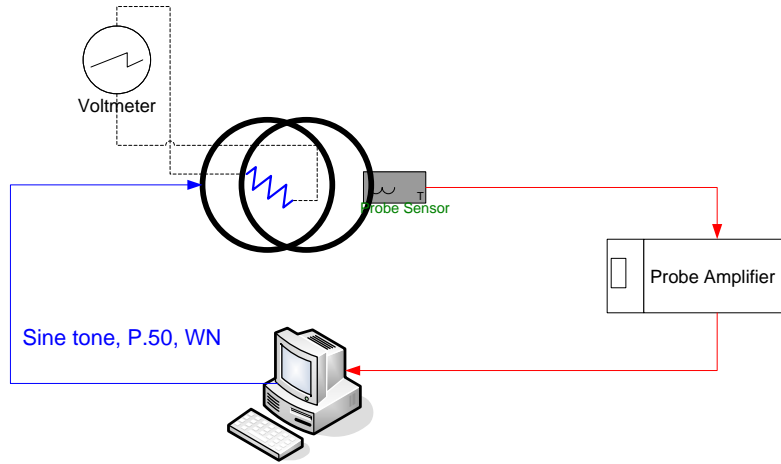 Voltmeter
T
Probe Sensor
Probe Amplifier
Sine tone, P.50, WN